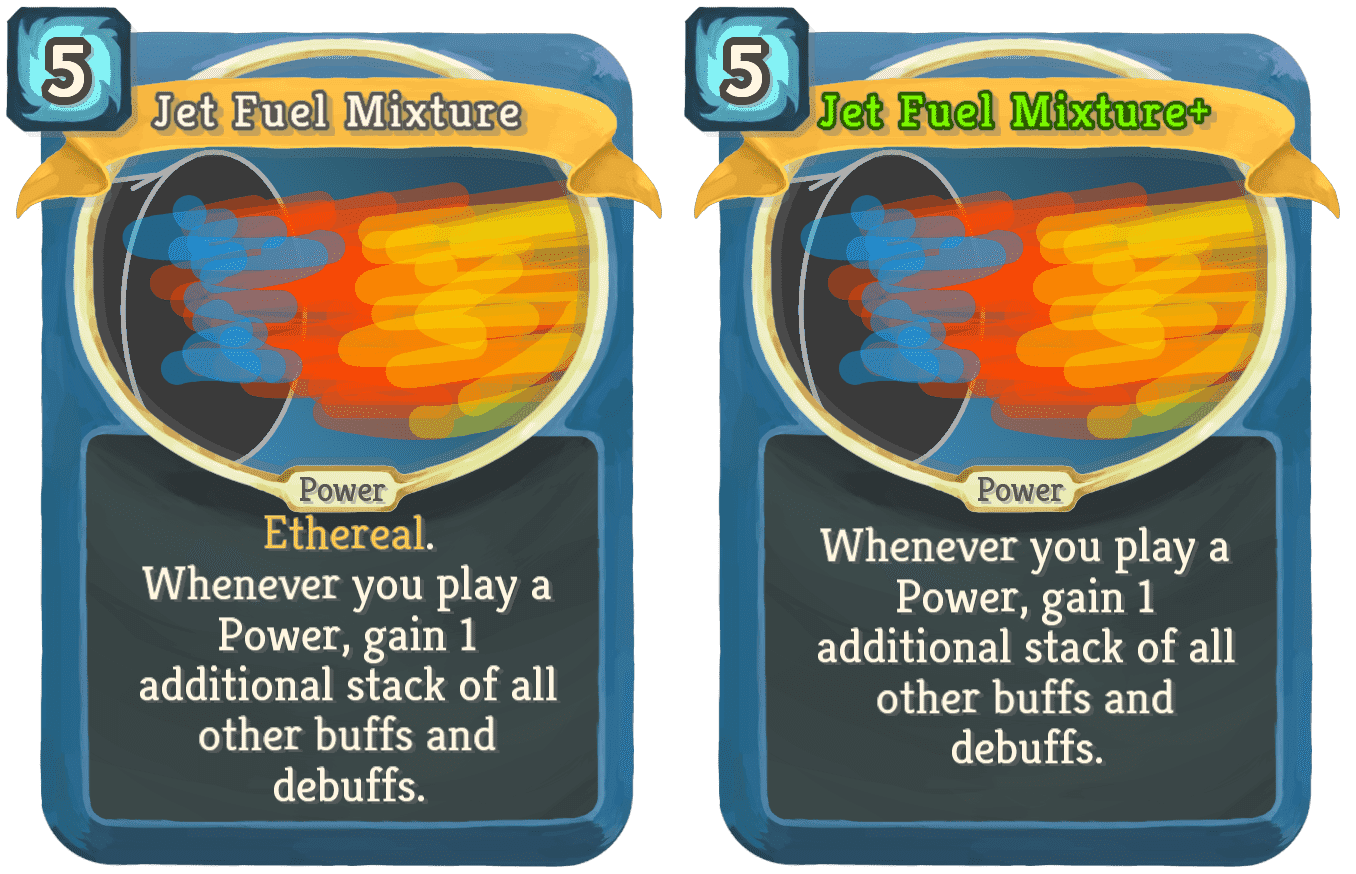 5
Jet Fuel Mixture
Power
Ethereal.
Whenever you play a
Power, gain 1
additional stack of all
other buffs and
debuffs.
5
Jet Fuel Mixture+
Power
Whenever you play a
Power, gain 1
additional stack of all
other buffs and
debuffs.